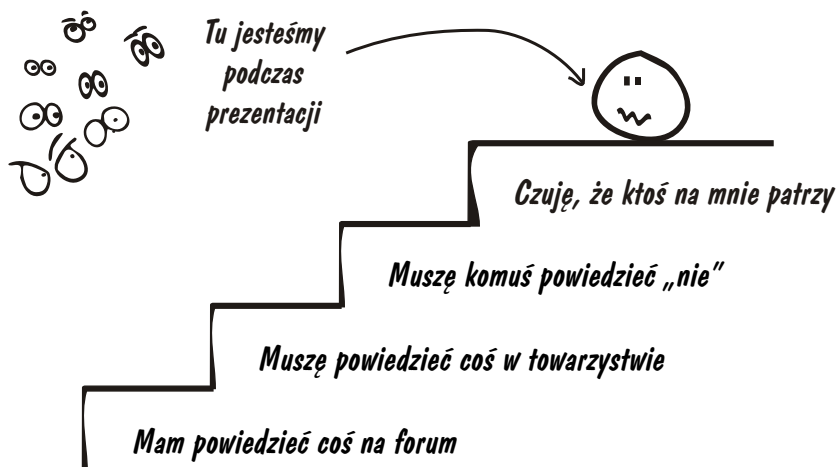 Tu jesteśmy
podczas
prezentacji
Czuję, że ktoś na mnie patrzy
Muszę komuś powiedzieć „nie”
Muszę powiedzieć coś w towarzystwie
Mam powiedzieć coś na forum